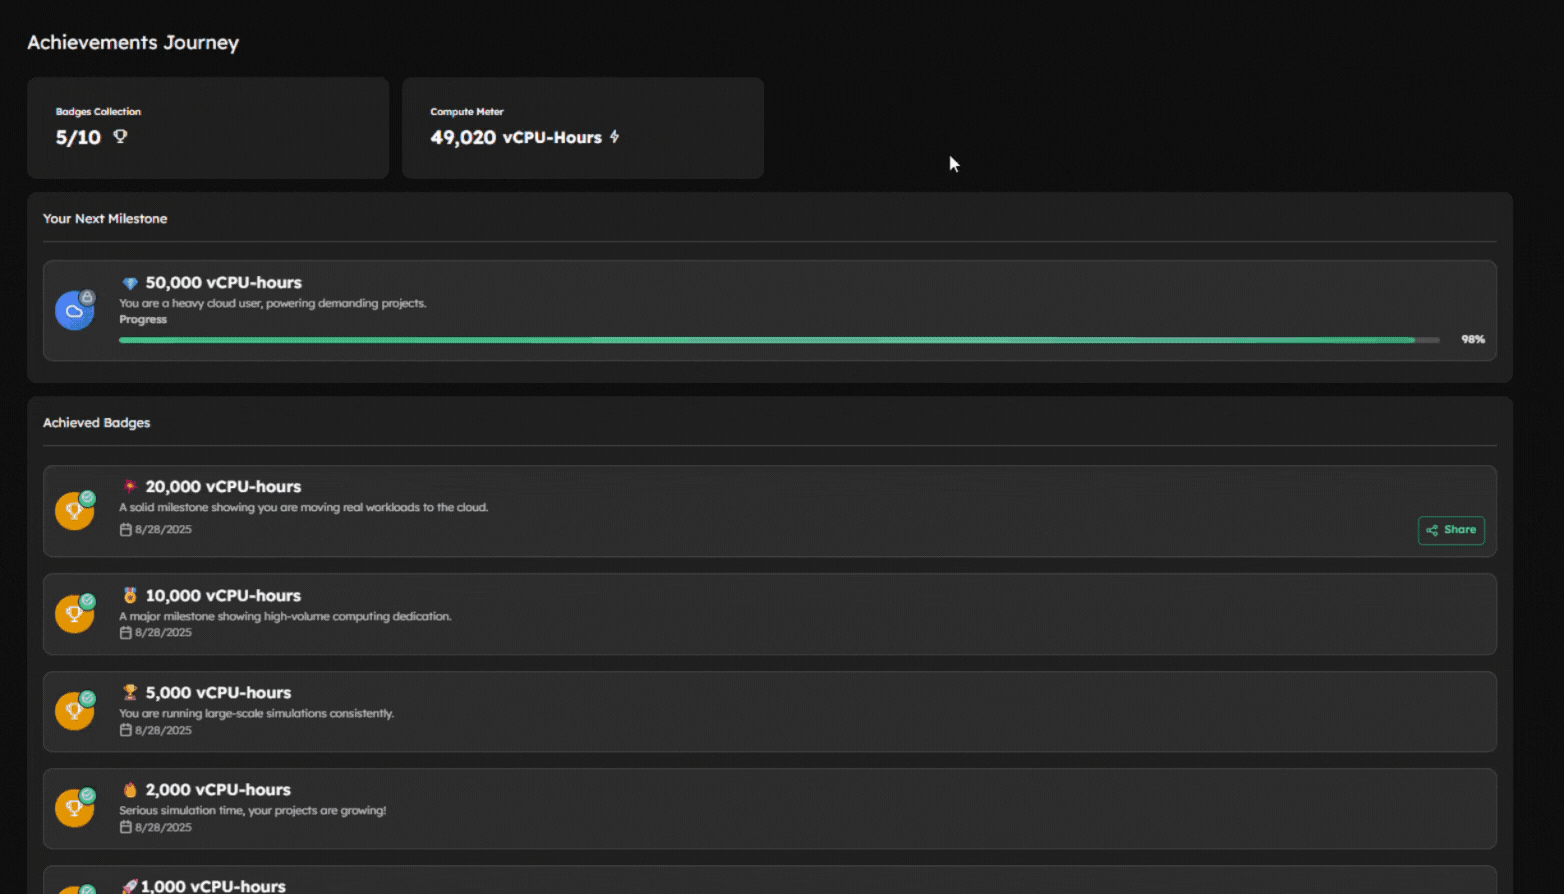 Achievements Journey
Badges Collection
5/10
Compute Meter
49,020 vCPU-Hours
Your Next Milestone
50,000 vCPU-hours
You are a heavy cloud user, powering demanding projects.
Progress
98%
Achieved Badges
20,000 vCPU-hours
A solid milestone showing you are moving real workloads to the cloud.
8/28/2025
Share
10,000 vCPU-hours
A major milestone showing high-volume computing dedication.
8/28/2025
5,000 vCPU-hours
You are running large-scale simulations consistently.
8/28/2025
2,000 vCPU-hours
Serious simulation time, your projects are growing!
8/28/2025
1,000 vCPU-hours